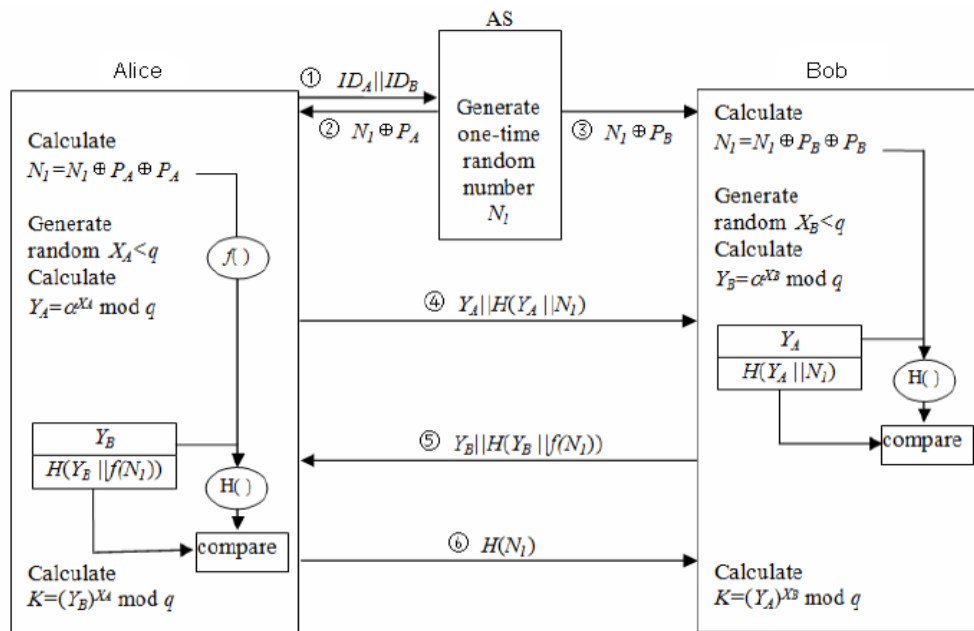 AS
Alice
Bob
① ID_A||ID_B
② N_1 ⊕ P_A
Generate
one-time
random
number
N_1
③ N_1 ⊕ P_B
Calculate
N_1=N_1 ⊕ P_A ⊕ P_A
Generate
random X_A<q
Calculate
Y_A=α^{X_A} mod q
f( )
Calculate
N_1=N_1 ⊕ P_B ⊕ P_B
Generate
random X_B<q
Calculate
Y_B=α^{X_B} mod q
④ Y_A||H(Y_A ||N_1)
Y_A
H(Y_A ||N_1)
H( )
compare
⑤ Y_B||H(Y_B ||f(N_1))
Y_B
H(Y_B ||f(N_1))
H( )
compare
⑥ H(N_1)
Calculate
K=(Y_B)^{X_A} mod q
Calculate
K=(Y_A)^{X_B} mod q